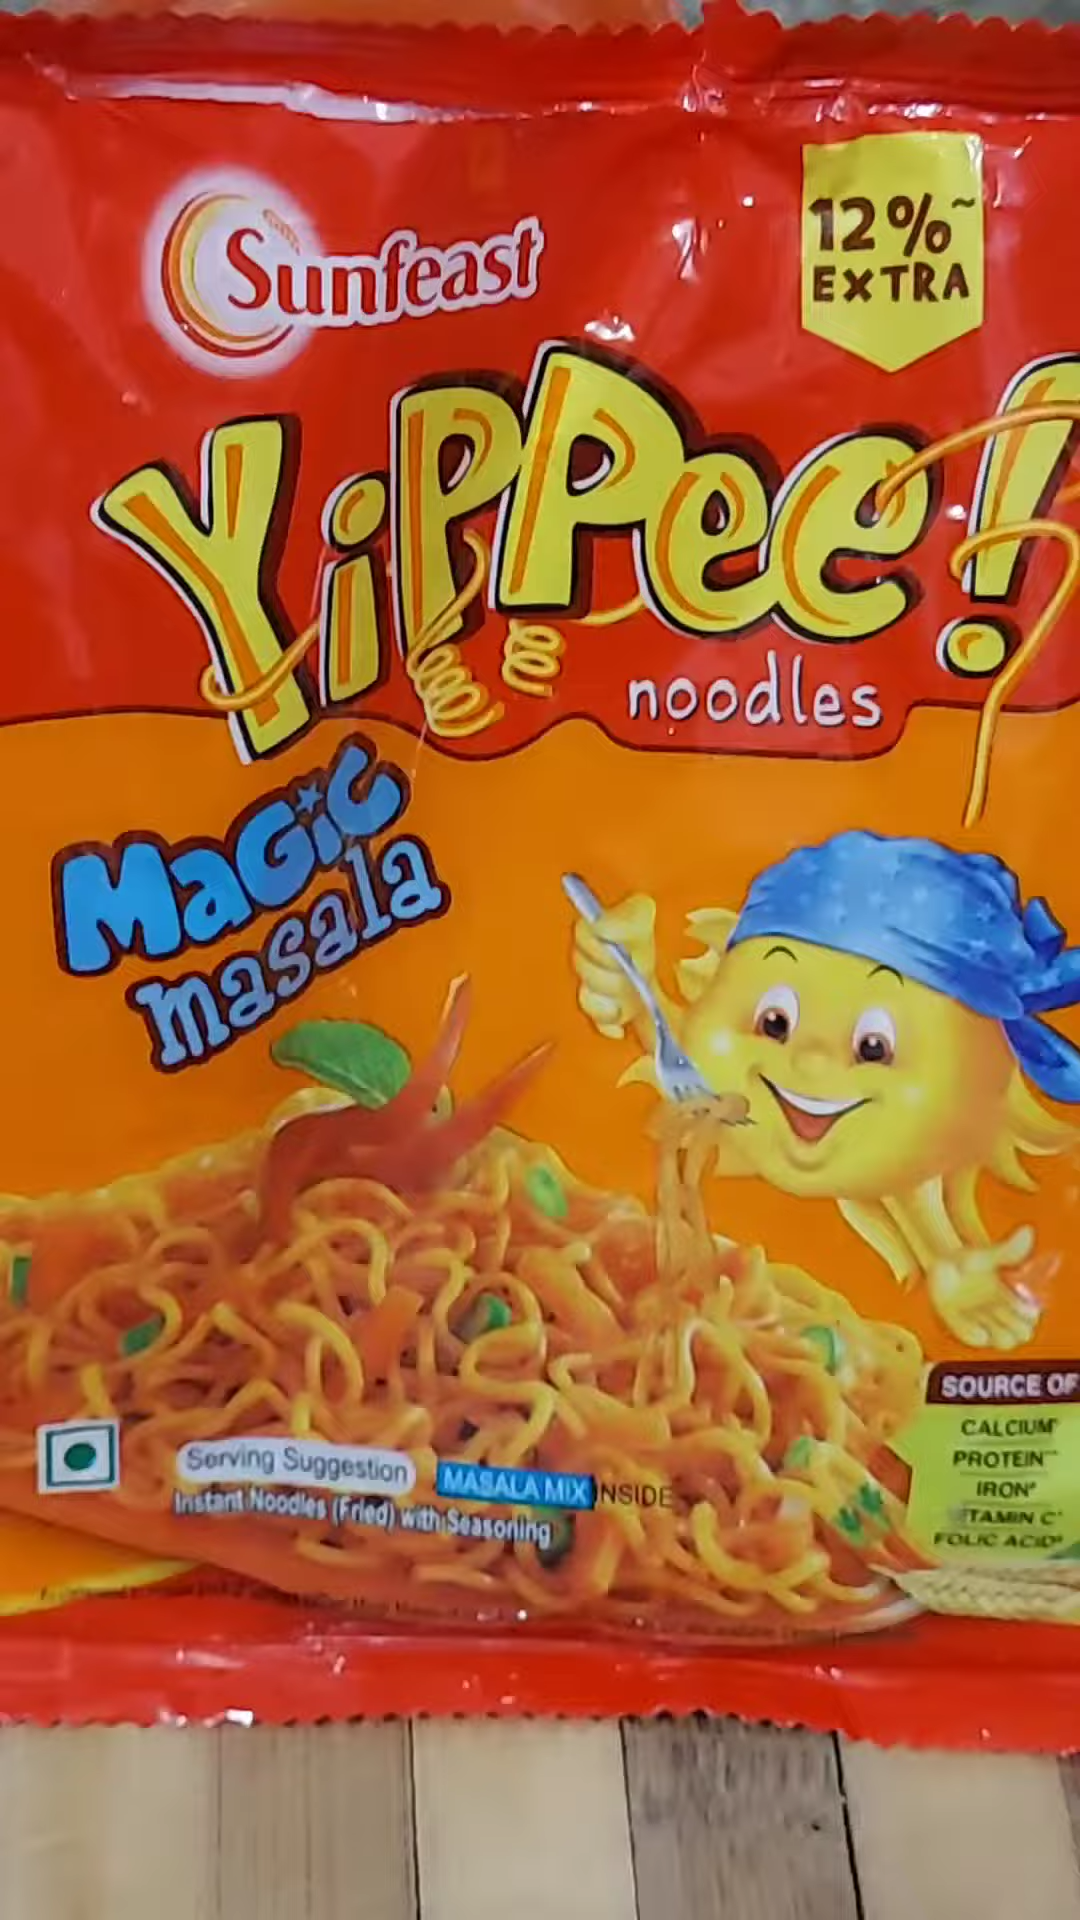 Sunfeast
12%~
EXTRA
YiPPee!
noodles
MaGiC
masala
SOURCE OF
CALCIUM
PROTEIN
IRON
FOLIC ACID
Serving Suggestion
MASALA MIX INSIDE
Instant Noodles (Fried) with Seasoning